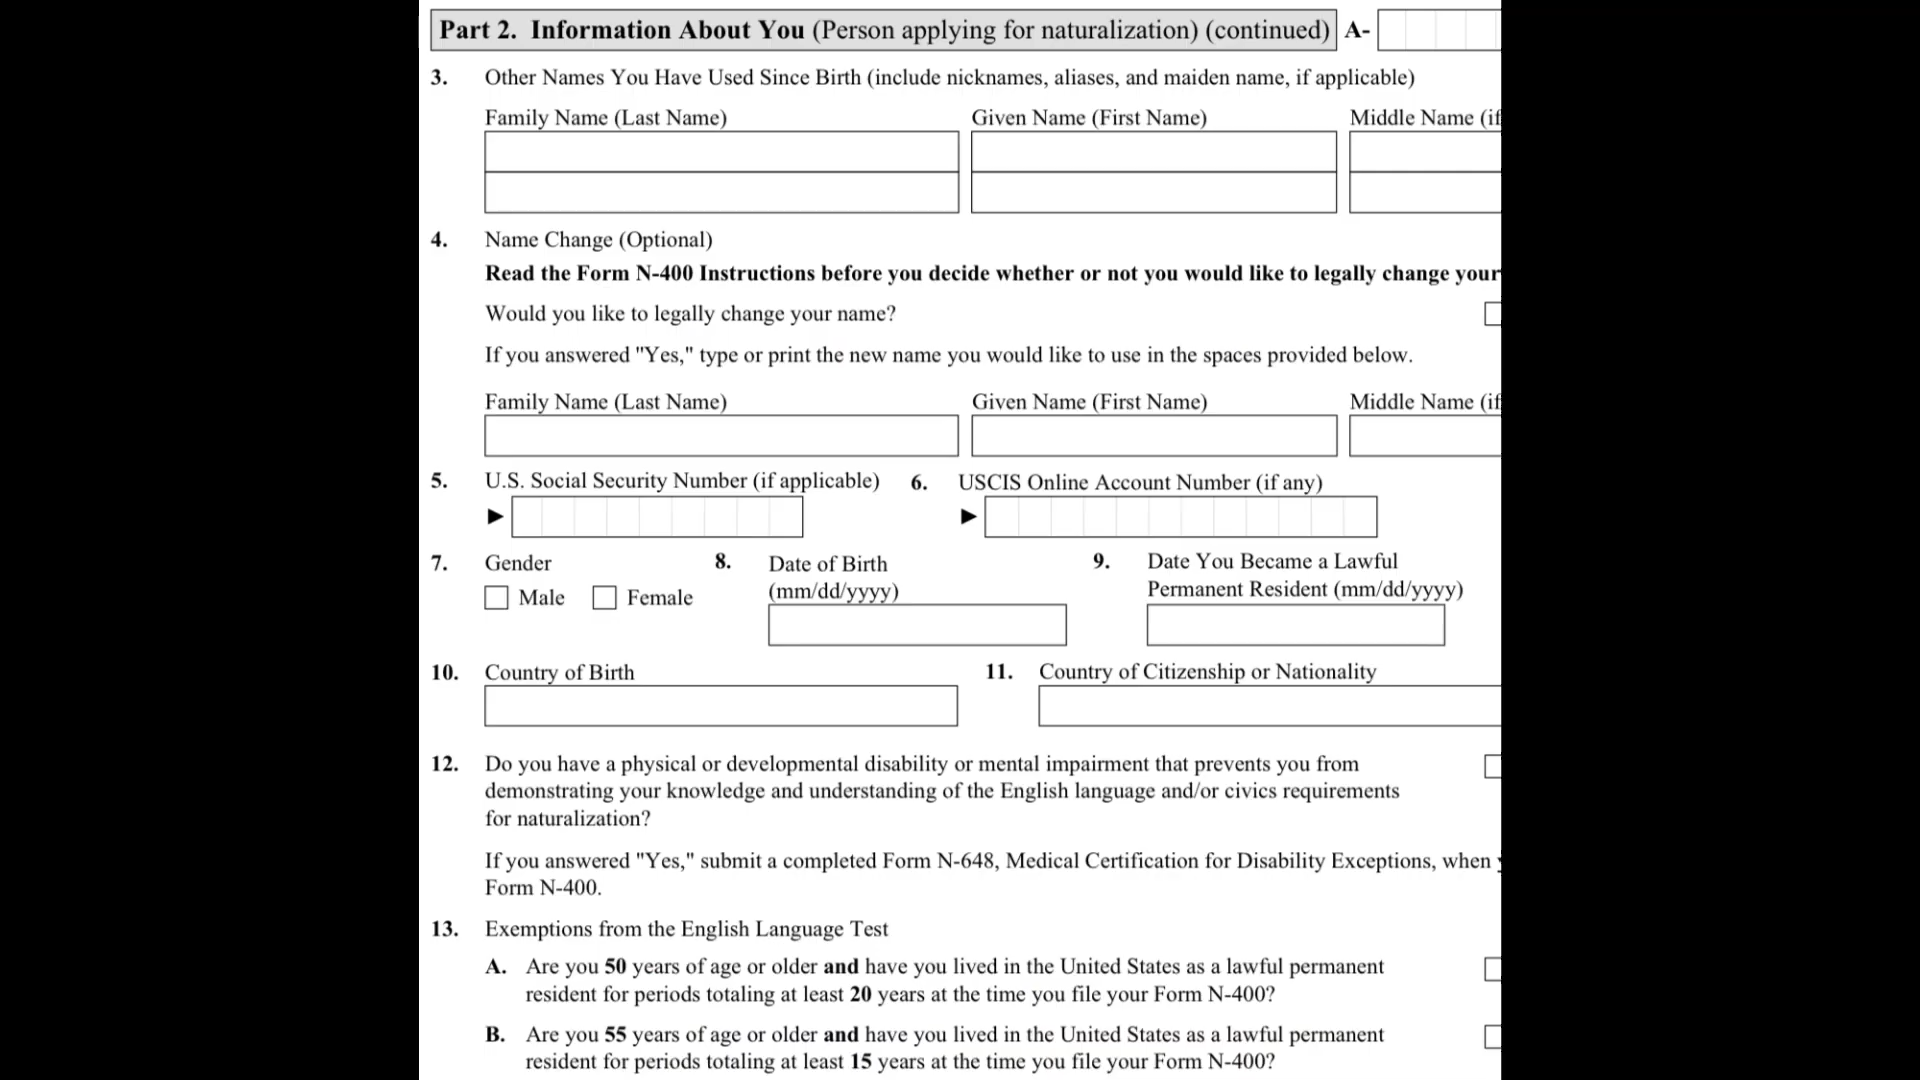 Part 2. Information About You (Person applying for naturalization) (continued) A-
3. Other Names You Have Used Since Birth (include nicknames, aliases, and maiden name, if applicable)
Family Name (Last Name) Given Name (First Name) Middle Name (if
4. Name Change (Optional)
Read the Form N-400 Instructions before you decide whether or not you would like to legally change your
Would you like to legally change your name?
If you answered "Yes," type or print the new name you would like to use in the spaces provided below.
Family Name (Last Name) Given Name (First Name) Middle Name (if
5. U.S. Social Security Number (if applicable) 6. USCIS Online Account Number (if any)
7. Gender 8. Date of Birth 9. Date You Became a Lawful
(mm/dd/yyyy) Permanent Resident (mm/dd/yyyy)
Male Female
10. Country of Birth 11. Country of Citizenship or Nationality
12. Do you have a physical or developmental disability or mental impairment that prevents you from
demonstrating your knowledge and understanding of the English language and/or civics requirements
for naturalization?
If you answered "Yes," submit a completed Form N-648, Medical Certification for Disability Exceptions, when
Form N-400.
13. Exemptions from the English Language Test
A. Are you 50 years of age or older and have you lived in the United States as a lawful permanent
resident for periods totaling at least 20 years at the time you file your Form N-400?
B. Are you 55 years of age or older and have you lived in the United States as a lawful permanent
resident for periods totaling at least 15 years at the time you file your Form N-400?